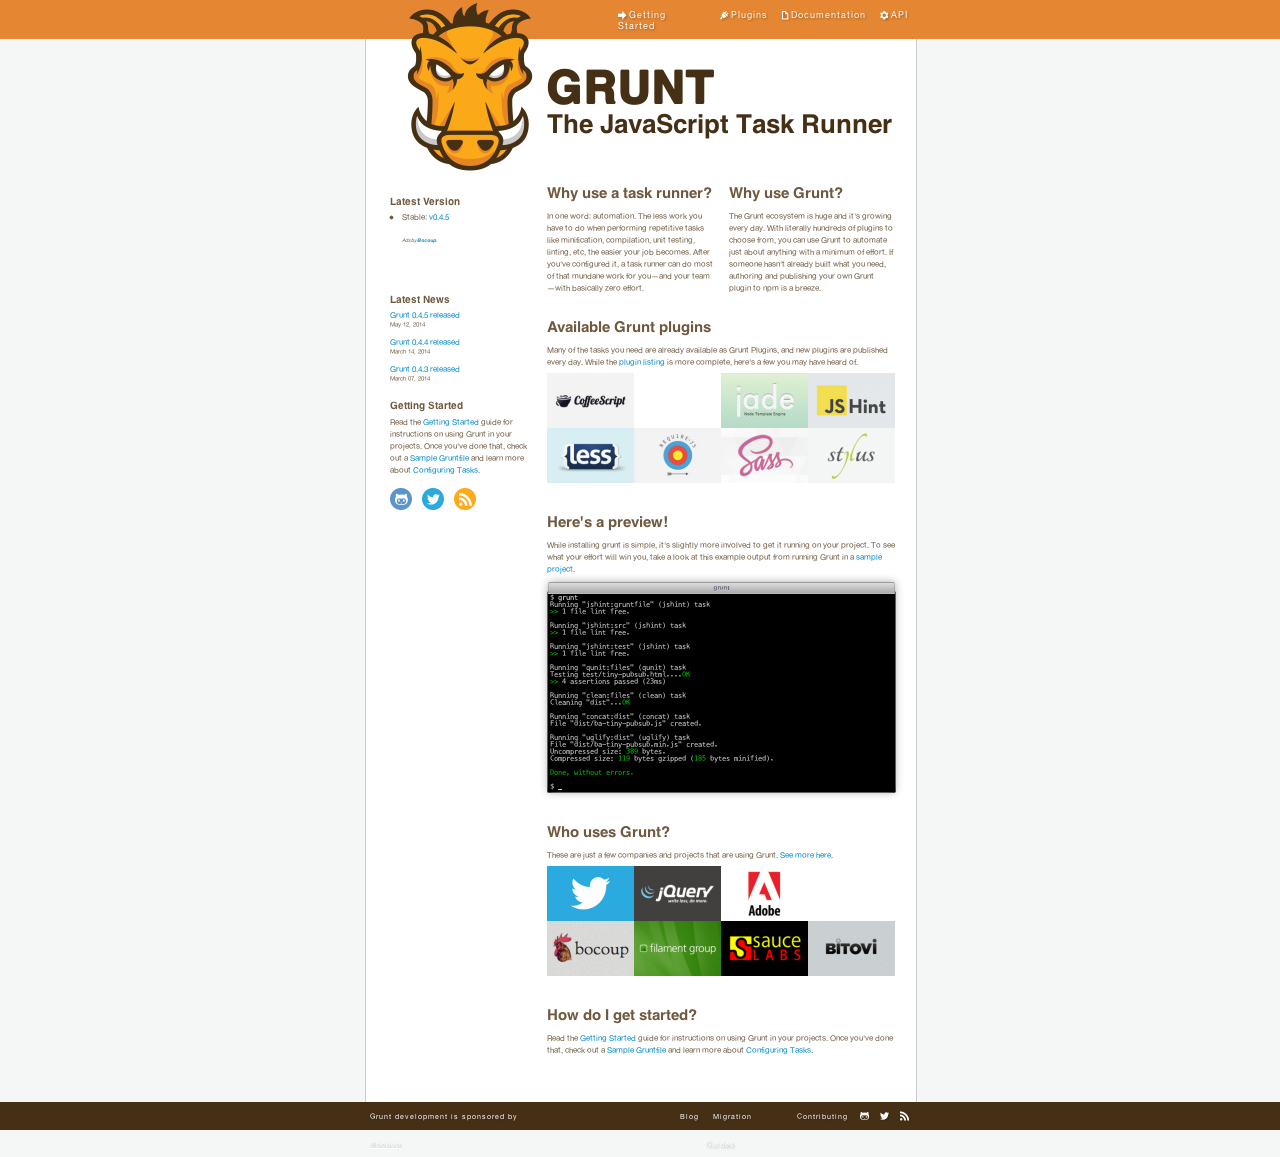 Getting
Started
Plugins
Documentation
API
GRUNT
The JavaScript Task Runner
Latest Version
Stable: v0.4.5
Ads by Bocoup.
Latest News
Grunt 0.4.5 released
May 12, 2014
Grunt 0.4.4 released
March 14, 2014
Grunt 0.4.3 released
March 07, 2014
Getting Started
Read the Getting Started guide for
instructions on using Grunt in your
projects. Once you've done that, check
out a Sample Gruntfile and learn more
about Configuring Tasks.
Why use a task runner?
In one word: automation. The less work you
have to do when performing repetitive tasks
like minification, compilation, unit testing,
linting, etc, the easier your job becomes. After
you've configured it, a task runner can do most
of that mundane work for you—and your team
—with basically zero effort.
Why use Grunt?
The Grunt ecosystem is huge and it's growing
every day. With literally hundreds of plugins to
choose from, you can use Grunt to automate
just about anything with a minimum of effort. If
someone hasn't already built what you need,
authoring and publishing your own Grunt
plugin to npm is a breeze.
Available Grunt plugins
Many of the tasks you need are already available as Grunt Plugins, and new plugins are published
every day. While the plugin listing is more complete, here's a few you may have heard of.
CoffeeScript
jade
Node Template Engine
JSHint
{less}
REQUIRE.JS
Sass
stylus
Here's a preview!
While installing grunt is simple, it's slightly more involved to get it running on your project. To see
what your effort will win you, take a look at this example output from running Grunt in a sample
project.
grunt
$ grunt
Running "jshint:gruntfile" (jshint) task
>> 1 file lint free.
Running "jshint:src" (jshint) task
>> 1 file lint free.
Running "jshint:test" (jshint) task
>> 1 file lint free.
Running "qunit:files" (qunit) task
Testing test/tiny-pubsub.html....OK
>> 4 assertions passed (23ms)
Running "clean:files" (clean) task
Cleaning "dist"...OK
Running "concat:dist" (concat) task
File "dist/ba-tiny-pubsub.js" created.
Running "uglify:dist" (uglify) task
File "dist/ba-tiny-pubsub.min.js" created.
Uncompressed size: 389 bytes.
Compressed size: 119 bytes gzipped (185 bytes minified).
Done, without errors.
$ _
Who uses Grunt?
These are just a few companies and projects that are using Grunt. See more here.
jQuery
write less, do more.
Adobe
bocoup
filament group
sauce
LABS
BITOVI
How do I get started?
Read the Getting Started guide for instructions on using Grunt in your projects. Once you've done
that, check out a Sample Gruntfile and learn more about Configuring Tasks.
Grunt development is sponsored by
Blog
Migration
Contributing
Bocoup
Guides